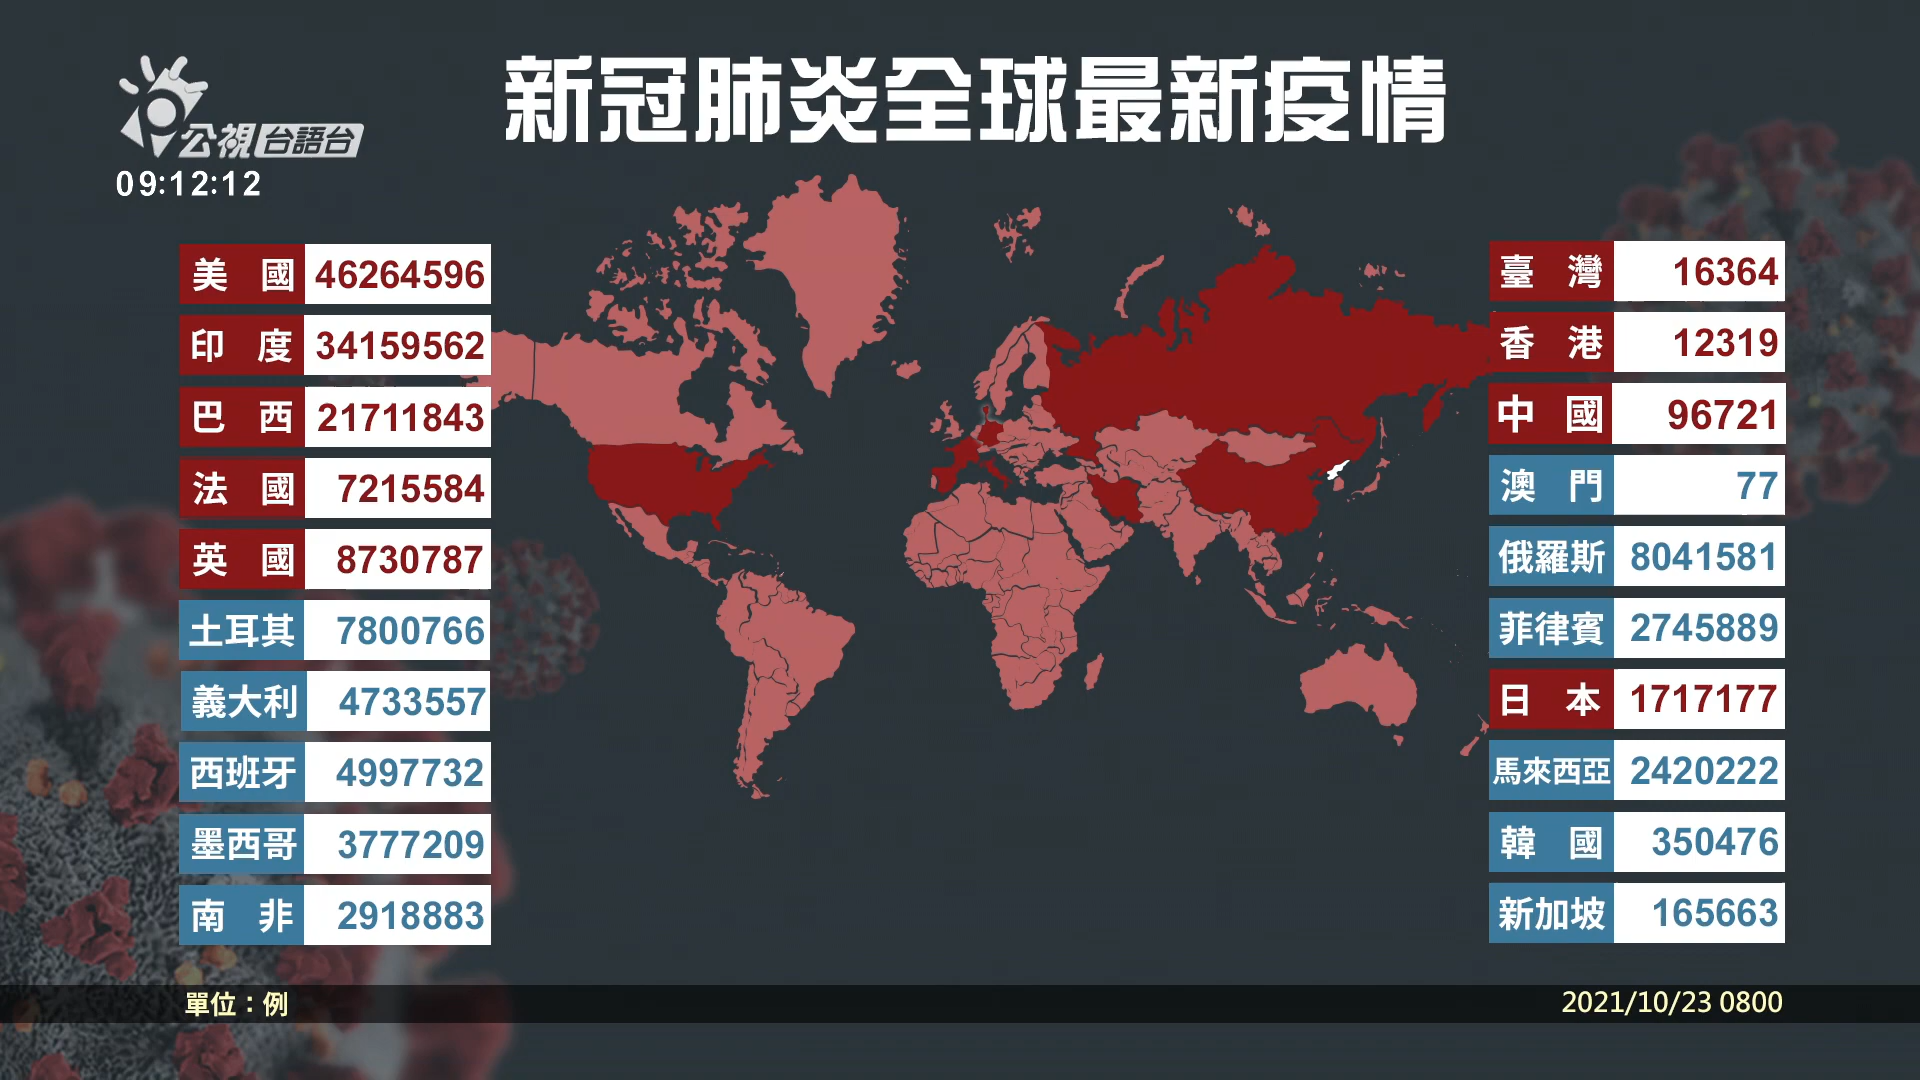 新冠肺炎全球最新疫情
公視台語台
09:12:12
美國 46264596
印度 34159562
巴西 21711843
法國 7215584
英國 8730787
土耳其 7800766
義大利 4733557
西班牙 4997732
墨西哥 3777209
南非 2918883
臺灣 16364
香港 12319
中國 96721
澳門 77
俄羅斯 8041581
菲律賓 2745889
日本 1717177
馬來西亞 2420222
韓國 350476
新加坡 165663
單位：例
2021/10/23 0800